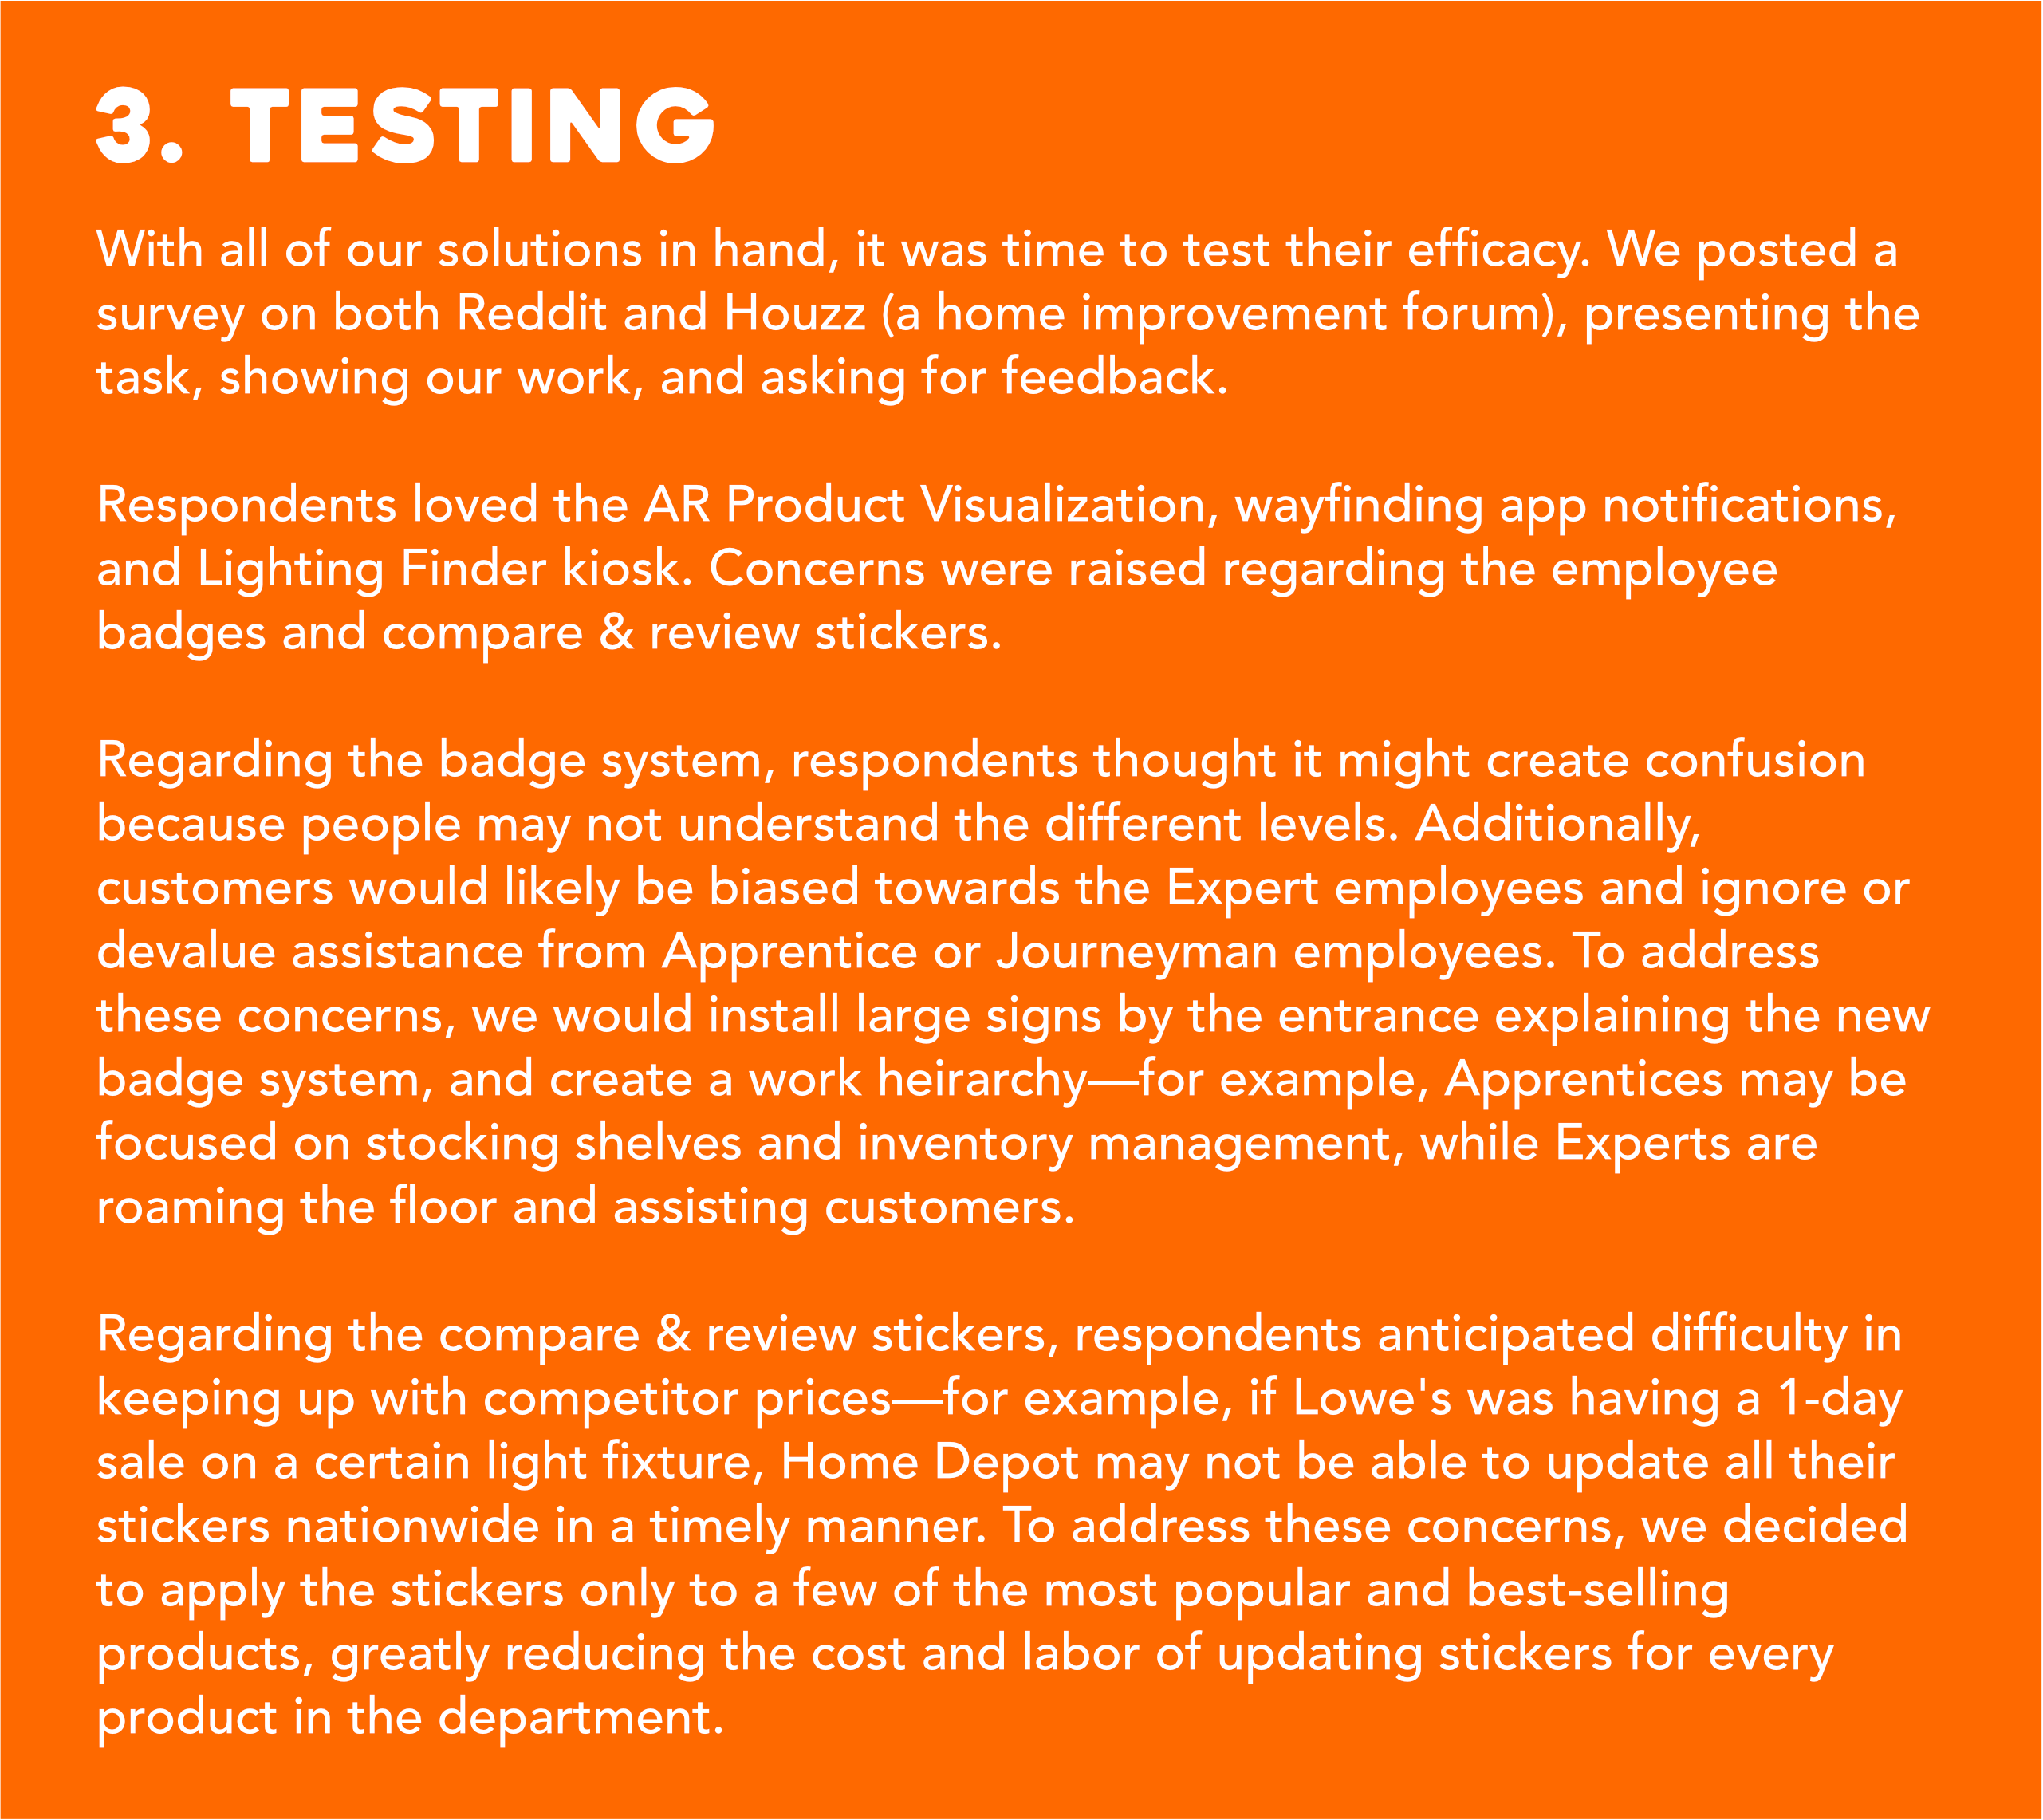 3. TESTING
With all of our solutions in hand, it was time to test their efficacy. We posted a
survey on both Reddit and Houzz (a home improvement forum), presenting the
task, showing our work, and asking for feedback.
Respondents loved the AR Product Visualization, wayfinding app notifications,
and Lighting Finder kiosk. Concerns were raised regarding the employee
badges and compare & review stickers.
Regarding the badge system, respondents thought it might create confusion
because people may not understand the different levels. Additionally,
customers would likely be biased towards the Expert employees and ignore or
devalue assistance from Apprentice or Journeyman employees. To address
these concerns, we would install large signs by the entrance explaining the new
badge system, and create a work heirarchy—for example, Apprentices may be
focused on stocking shelves and inventory management, while Experts are
roaming the floor and assisting customers.
Regarding the compare & review stickers, respondents anticipated difficulty in
keeping up with competitor prices—for example, if Lowe's was having a 1-day
sale on a certain light fixture, Home Depot may not be able to update all their
stickers nationwide in a timely manner. To address these concerns, we decided
to apply the stickers only to a few of the most popular and best-selling
products, greatly reducing the cost and labor of updating stickers for every
product in the department.